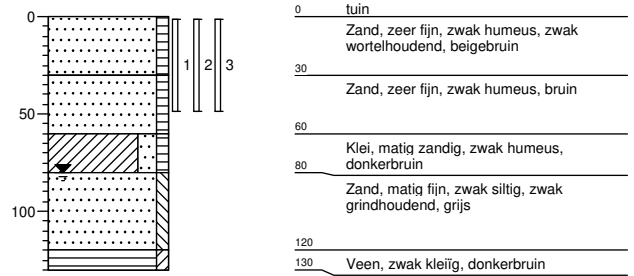 0
50
100
1 2 3
0 tuin
Zand, zeer fijn, zwak humeus, zwak
wortelhoudend, beigebruin
30
Zand, zeer fijn, zwak humeus, bruin
60
Klei, matig zandig, zwak humeus,
donkerbruin
80
Zand, matig fijn, zwak siltig, zwak
grindhoudend, grijs
120
Veen, zwak kleiïg, donkerbruin
130